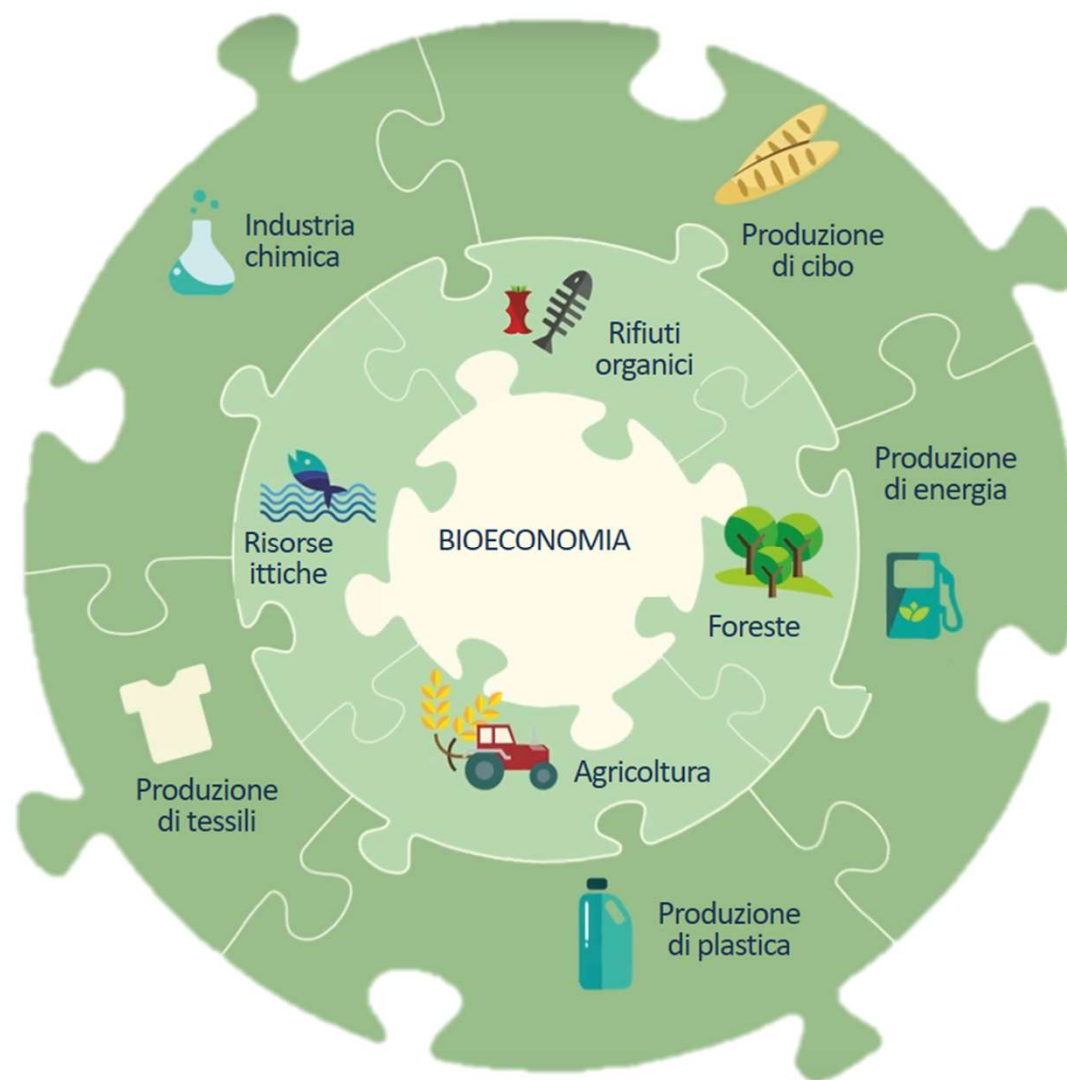 Industria
chimica
Produzione
di cibo
Rifiuti
organici
Produzione
di energia
Risorse
ittiche
BIOECONOMIA
Foreste
Agricoltura
Produzione
di tessili
Produzione
di plastica